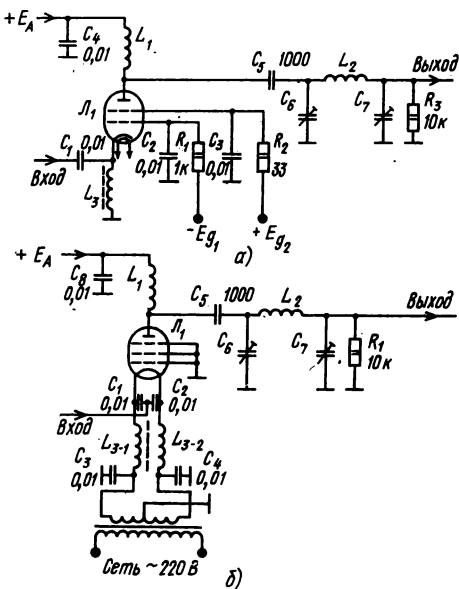 + E_A
C_4
0,01
L_1
C_5 1000
L_2
Выход
C_6
C_7
R_3
10к
Л_1
C_1 0,01
Вход
L_3
C_2
0,01
R_1
1к
C_3
0,01
R_2
33
-E_g1
+E_g2
а)
+ E_A
C_8
0,01
L_1
C_5 1000
L_2
Выход
C_6
C_7
R_1
10к
Л_1
C_1
0,01
C_2
0,01
Вход
L_3-1
L_3-2
C_3
0,01
C_4
0,01
Сеть ~ 220 В
б)